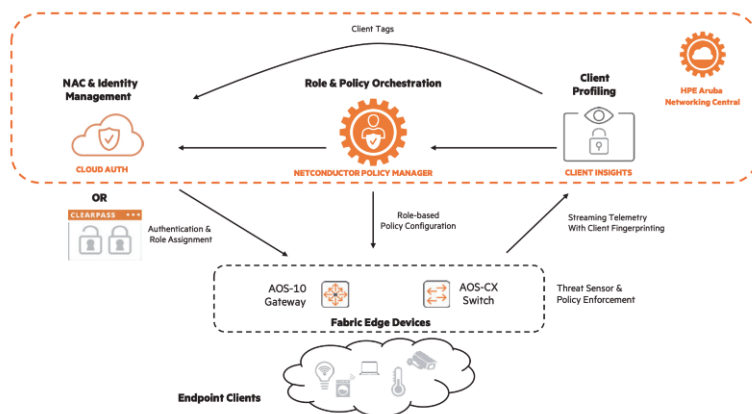 Client Tags
NAC & Identity
Management
Role & Policy Orchestration
Client
Profiling
HPE Aruba
Networking Central
CLOUD AUTH
NETCONDUCTOR POLICY MANAGER
CLIENT INSIGHTS
OR
CLEARPASS
Authentication &
Role Assignment
Role-based
Policy Configuration
Streaming Telemetry
With Client Fingerprinting
AOS-10
Gateway
AOS-CX
Switch
Threat Sensor &
Policy Enforcement
Fabric Edge Devices
Endpoint Clients